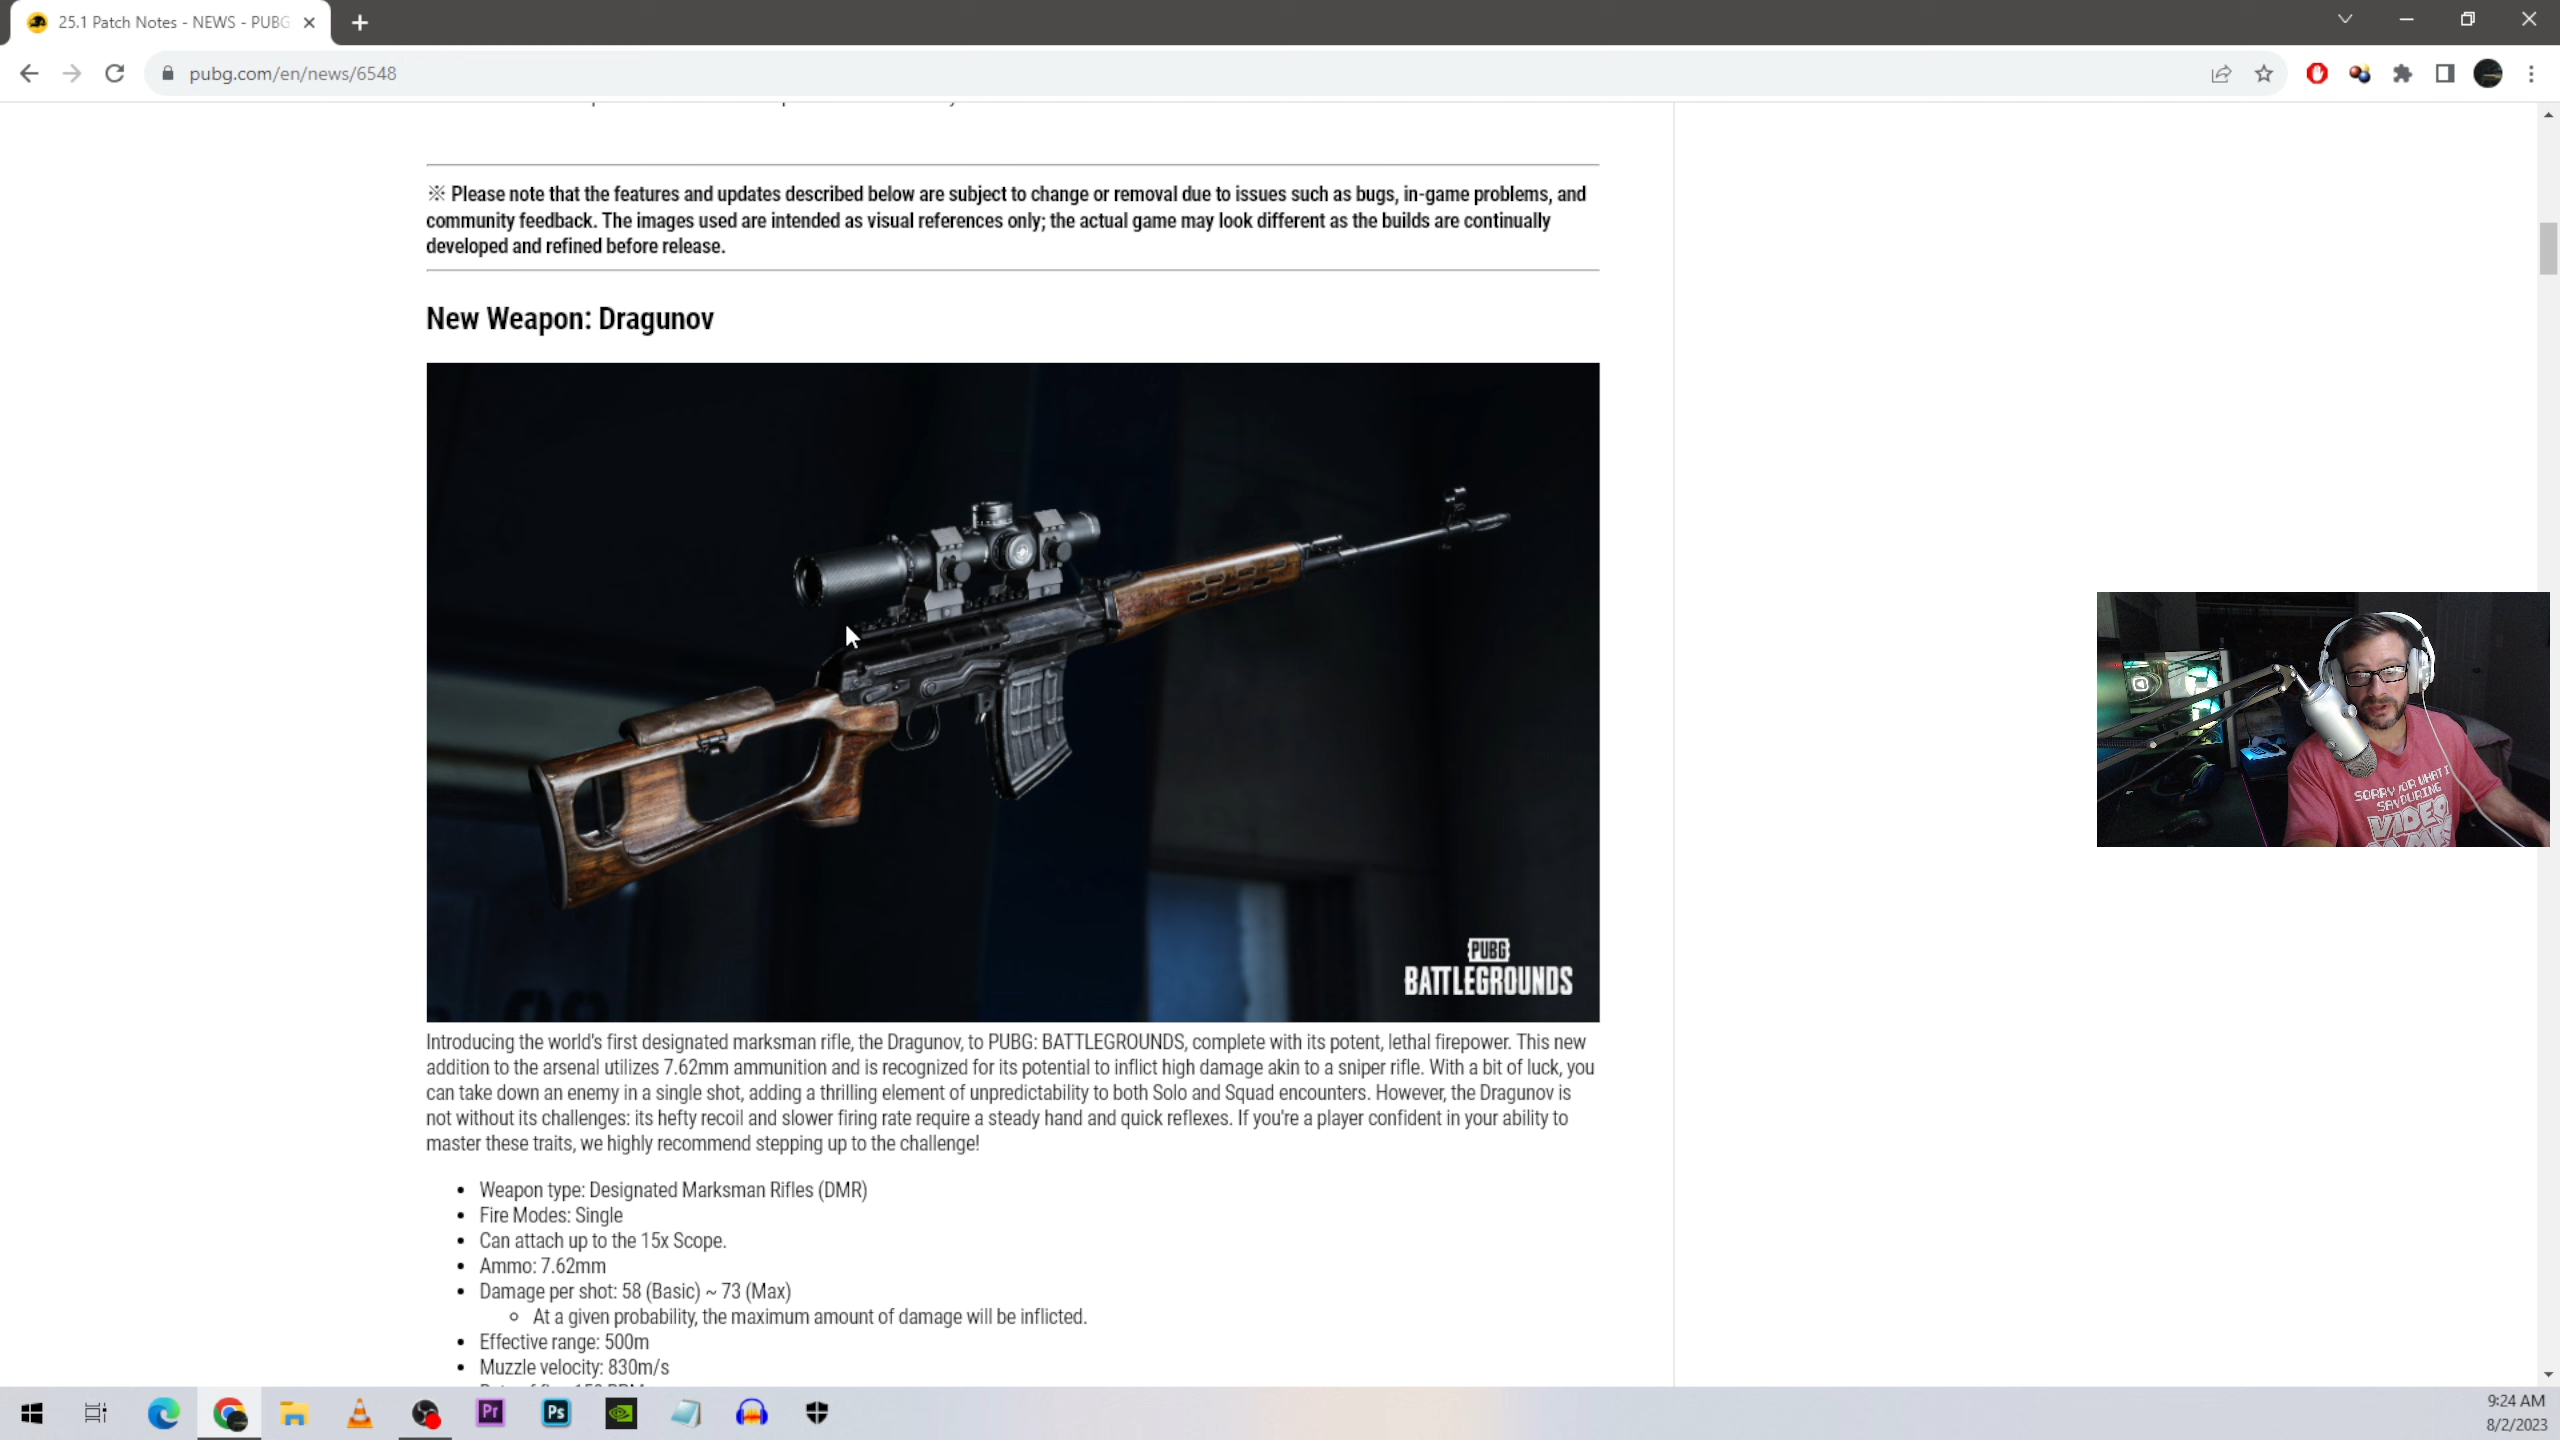 25.1 Patch Notes - NEWS - PUBG
pubg.com/en/news/6548
※ Please note that the features and updates described below are subject to change or removal due to issues such as bugs, in-game problems, and
community feedback. The images used are intended as visual references only; the actual game may look different as the builds are continually
developed and refined before release.
New Weapon: Dragunov
PUBG
BATTLEGROUNDS
SORRY FOR WHAT I
SAY DURING
VIDEO
Introducing the world's first designated marksman rifle, the Dragunov, to PUBG: BATTLEGROUNDS, complete with its potent, lethal firepower. This new
addition to the arsenal utilizes 7.62mm ammunition and is recognized for its potential to inflict high damage akin to a sniper rifle. With a bit of luck, you
can take down an enemy in a single shot, adding a thrilling element of unpredictability to both Solo and Squad encounters. However, the Dragunov is
not without its challenges: its hefty recoil and slower firing rate require a steady hand and quick reflexes. If you're a player confident in your ability to
master these traits, we highly recommend stepping up to the challenge!
• Weapon type: Designated Marksman Rifles (DMR)
• Fire Modes: Single
• Can attach up to the 15x Scope.
• Ammo: 7.62mm
• Damage per shot: 58 (Basic) ~ 73 (Max)
○ At a given probability, the maximum amount of damage will be inflicted.
• Effective range: 500m
• Muzzle velocity: 830m/s
Pr
Ps
9:24 AM
8/2/2023